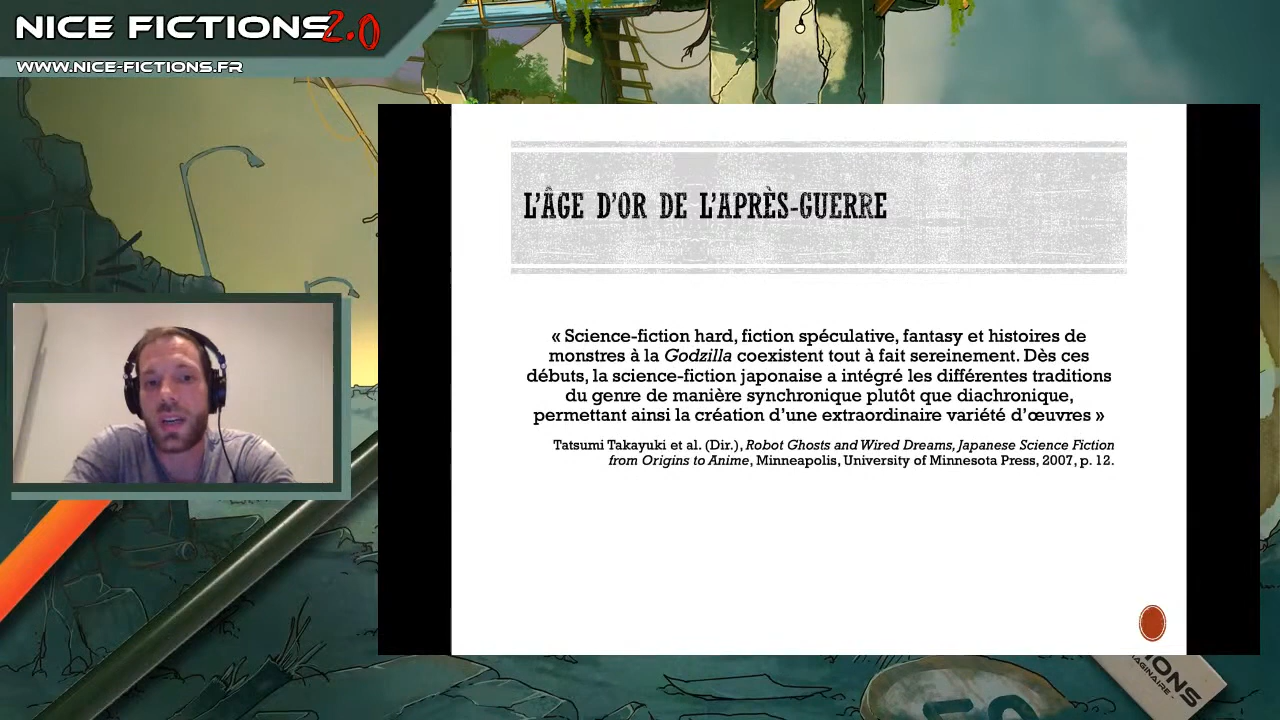 NICE FICTIONS 2.0
WWW.NICE-FICTIONS.FR
L'ÂGE D'OR DE L'APRÈS-GUERRE
« Science-fiction hard, fiction spéculative, fantasy et histoires de
monstres à la Godzilla coexistent tout à fait sereinement. Dès ces
débuts, la science-fiction japonaise a intégré les différentes traditions
du genre de manière synchronique plutôt que diachronique,
permettant ainsi la création d'une extraordinaire variété d'œuvres »
Tatsumi Takayuki et al. (Dir.), Robot Ghosts and Wired Dreams, Japanese Science Fiction
from Origins to Anime, Minneapolis, University of Minnesota Press, 2007, p. 12.